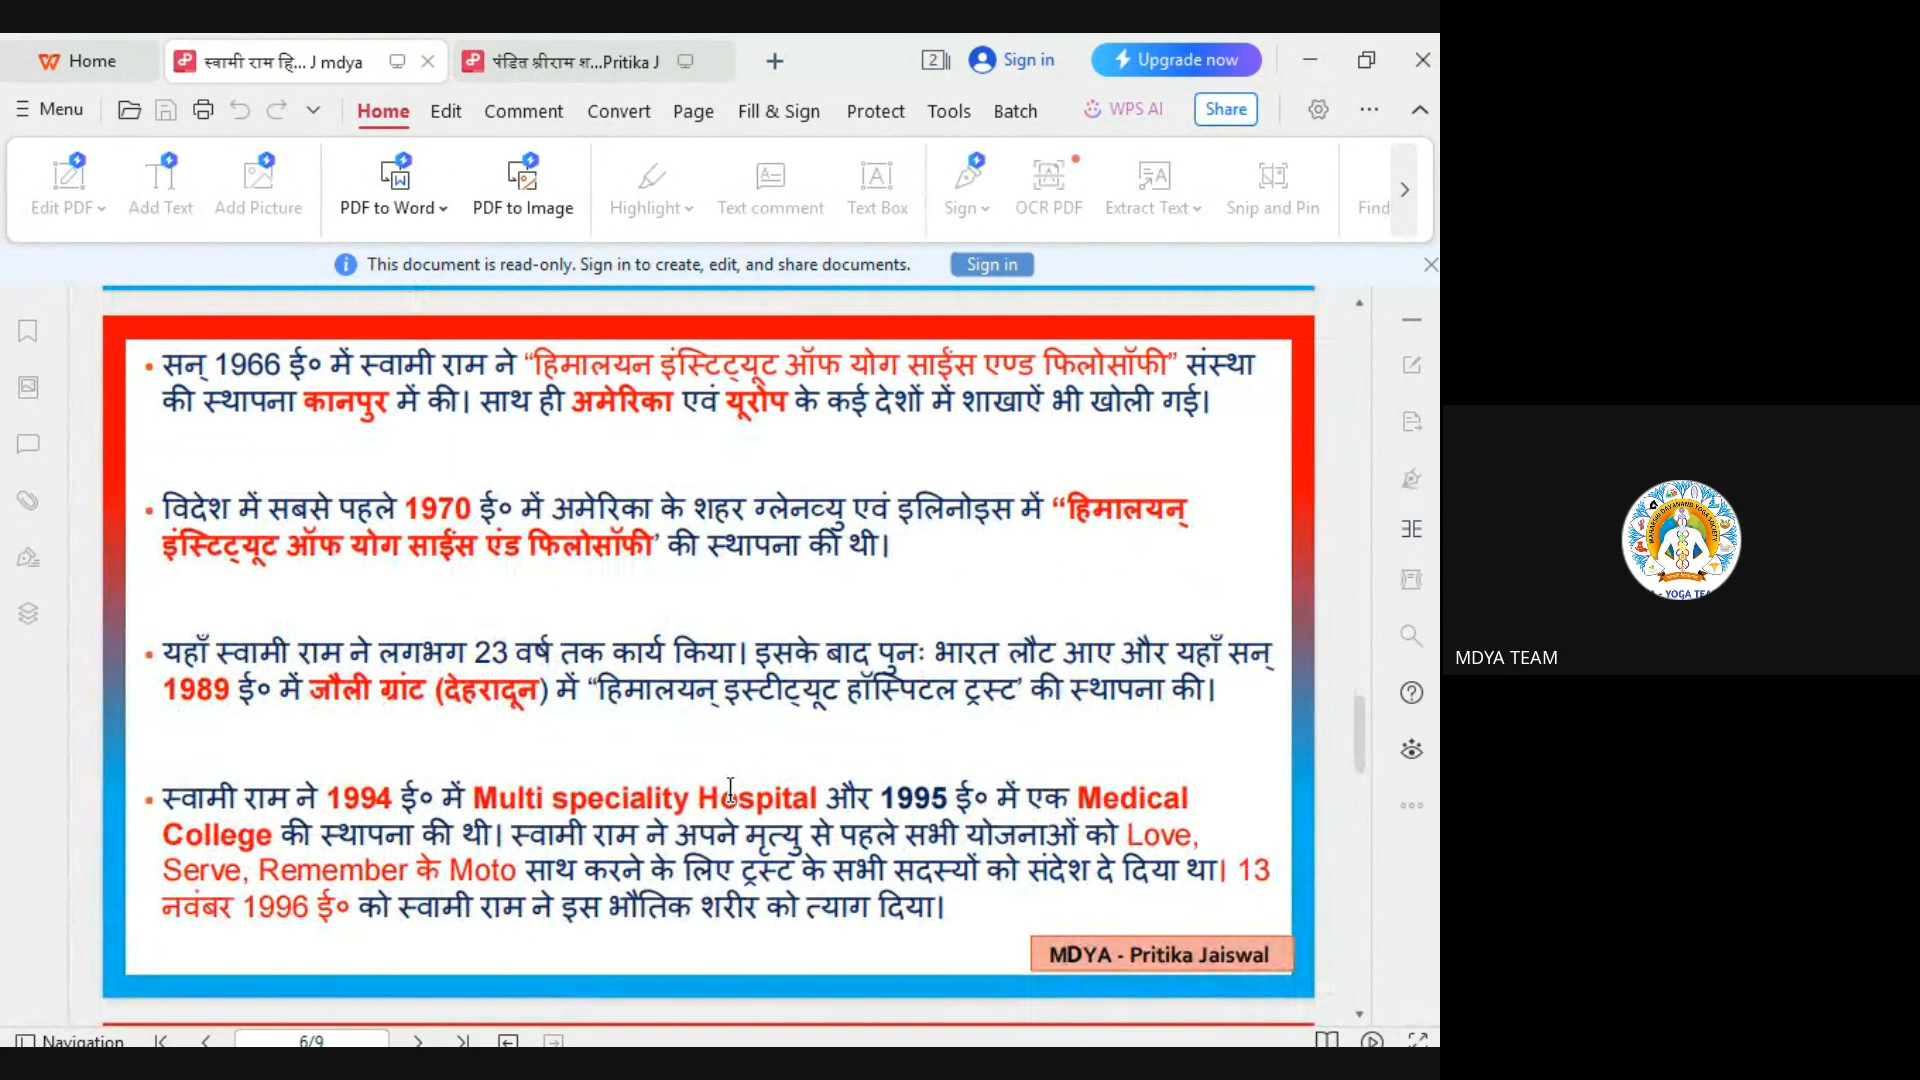 Home
स्वामी राम हि... J mdya
पंडित श्रीराम श...Pritika J
Sign in
Upgrade now
Menu
Home Edit Comment Convert Page Fill & Sign Protect Tools Batch WPS AI Share
Edit PDF Add Text Add Picture PDF to Word PDF to Image Highlight Text comment Text Box Sign OCR PDF Extract Text Snip and Pin Find
This document is read-only. Sign in to create, edit, and share documents. Sign in
• सन् 1966 ई० में स्वामी राम ने “हिमालयन इंस्टिट्यूट ऑफ योग साईंस एण्ड फिलोसॉफी” संस्था
की स्थापना कानपुर में की। साथ ही अमेरिका एवं यूरोप के कई देशों में शाखाऐं भी खोली गई।
• विदेश में सबसे पहले 1970 ई० में अमेरिका के शहर ग्लेनव्यु एवं इलिनोइस में “हिमालयन्
इंस्टिट्यूट ऑफ योग साईंस एंड फिलोसॉफी’ की स्थापना की थी।
• यहाँ स्वामी राम ने लगभग 23 वर्ष तक कार्य किया। इसके बाद पुनः भारत लौट आए और यहाँ सन्
1989 ई० में जौली ग्रांट (देहरादून) में “हिमालयन् इस्टीट्यूट हॉस्पिटल ट्रस्ट’ की स्थापना की।
• स्वामी राम ने 1994 ई० में Multi speciality Hospital और 1995 ई० में एक Medical
College की स्थापना की थी। स्वामी राम ने अपने मृत्यु से पहले सभी योजनाओं को Love,
Serve, Remember के Moto साथ करने के लिए ट्रस्ट के सभी सदस्यों को संदेश दे दिया था। 13
नवंबर 1996 ई० को स्वामी राम ने इस भौतिक शरीर को त्याग दिया।
MDYA - Pritika Jaiswal
Navigation
6/9
MDYA TEAM